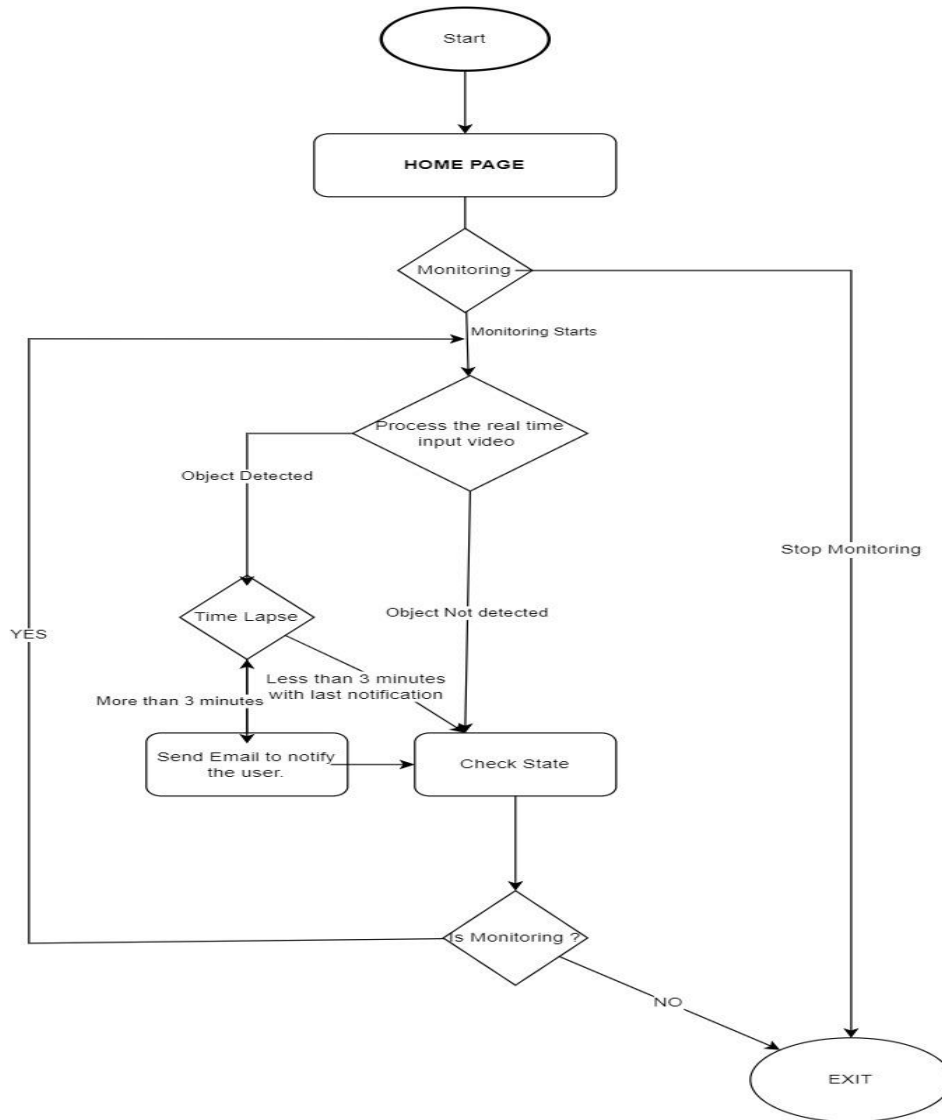 Start
HOME PAGE
Monitoring
Monitoring Starts
Process the real time
input video
Object Detected
Stop Monitoring
Time Lapse
Object Not detected
YES
Less than 3 minutes
with last notification
More than 3 minutes
Send Email to notify
the user.
Check State
Is Monitoring ?
NO
EXIT